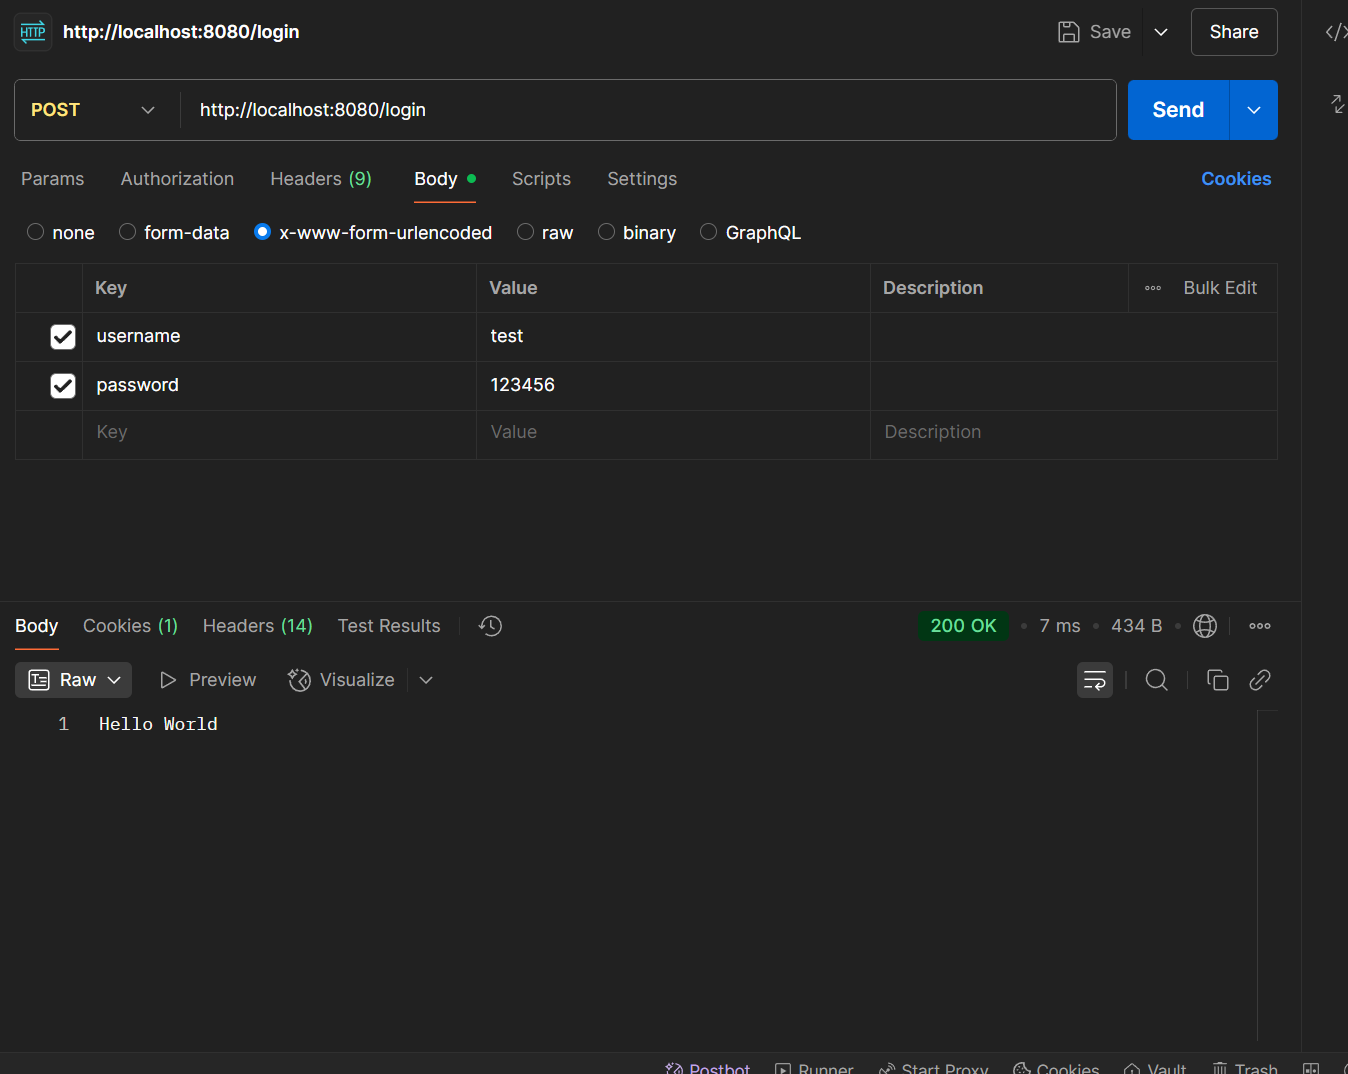 HTTP http://localhost:8080/login Save Share
POST http://localhost:8080/login Send
Params Authorization Headers (9) Body Scripts Settings Cookies
none form-data x-www-form-urlencoded raw binary GraphQL
Key Value Description Bulk Edit
username test
password 123456
Key Value Description
Body Cookies (1) Headers (14) Test Results 200 OK 7 ms 434 B
Raw Preview Visualize
1 Hello World
Postbot Runner Start Proxy Cookies Vault Trash